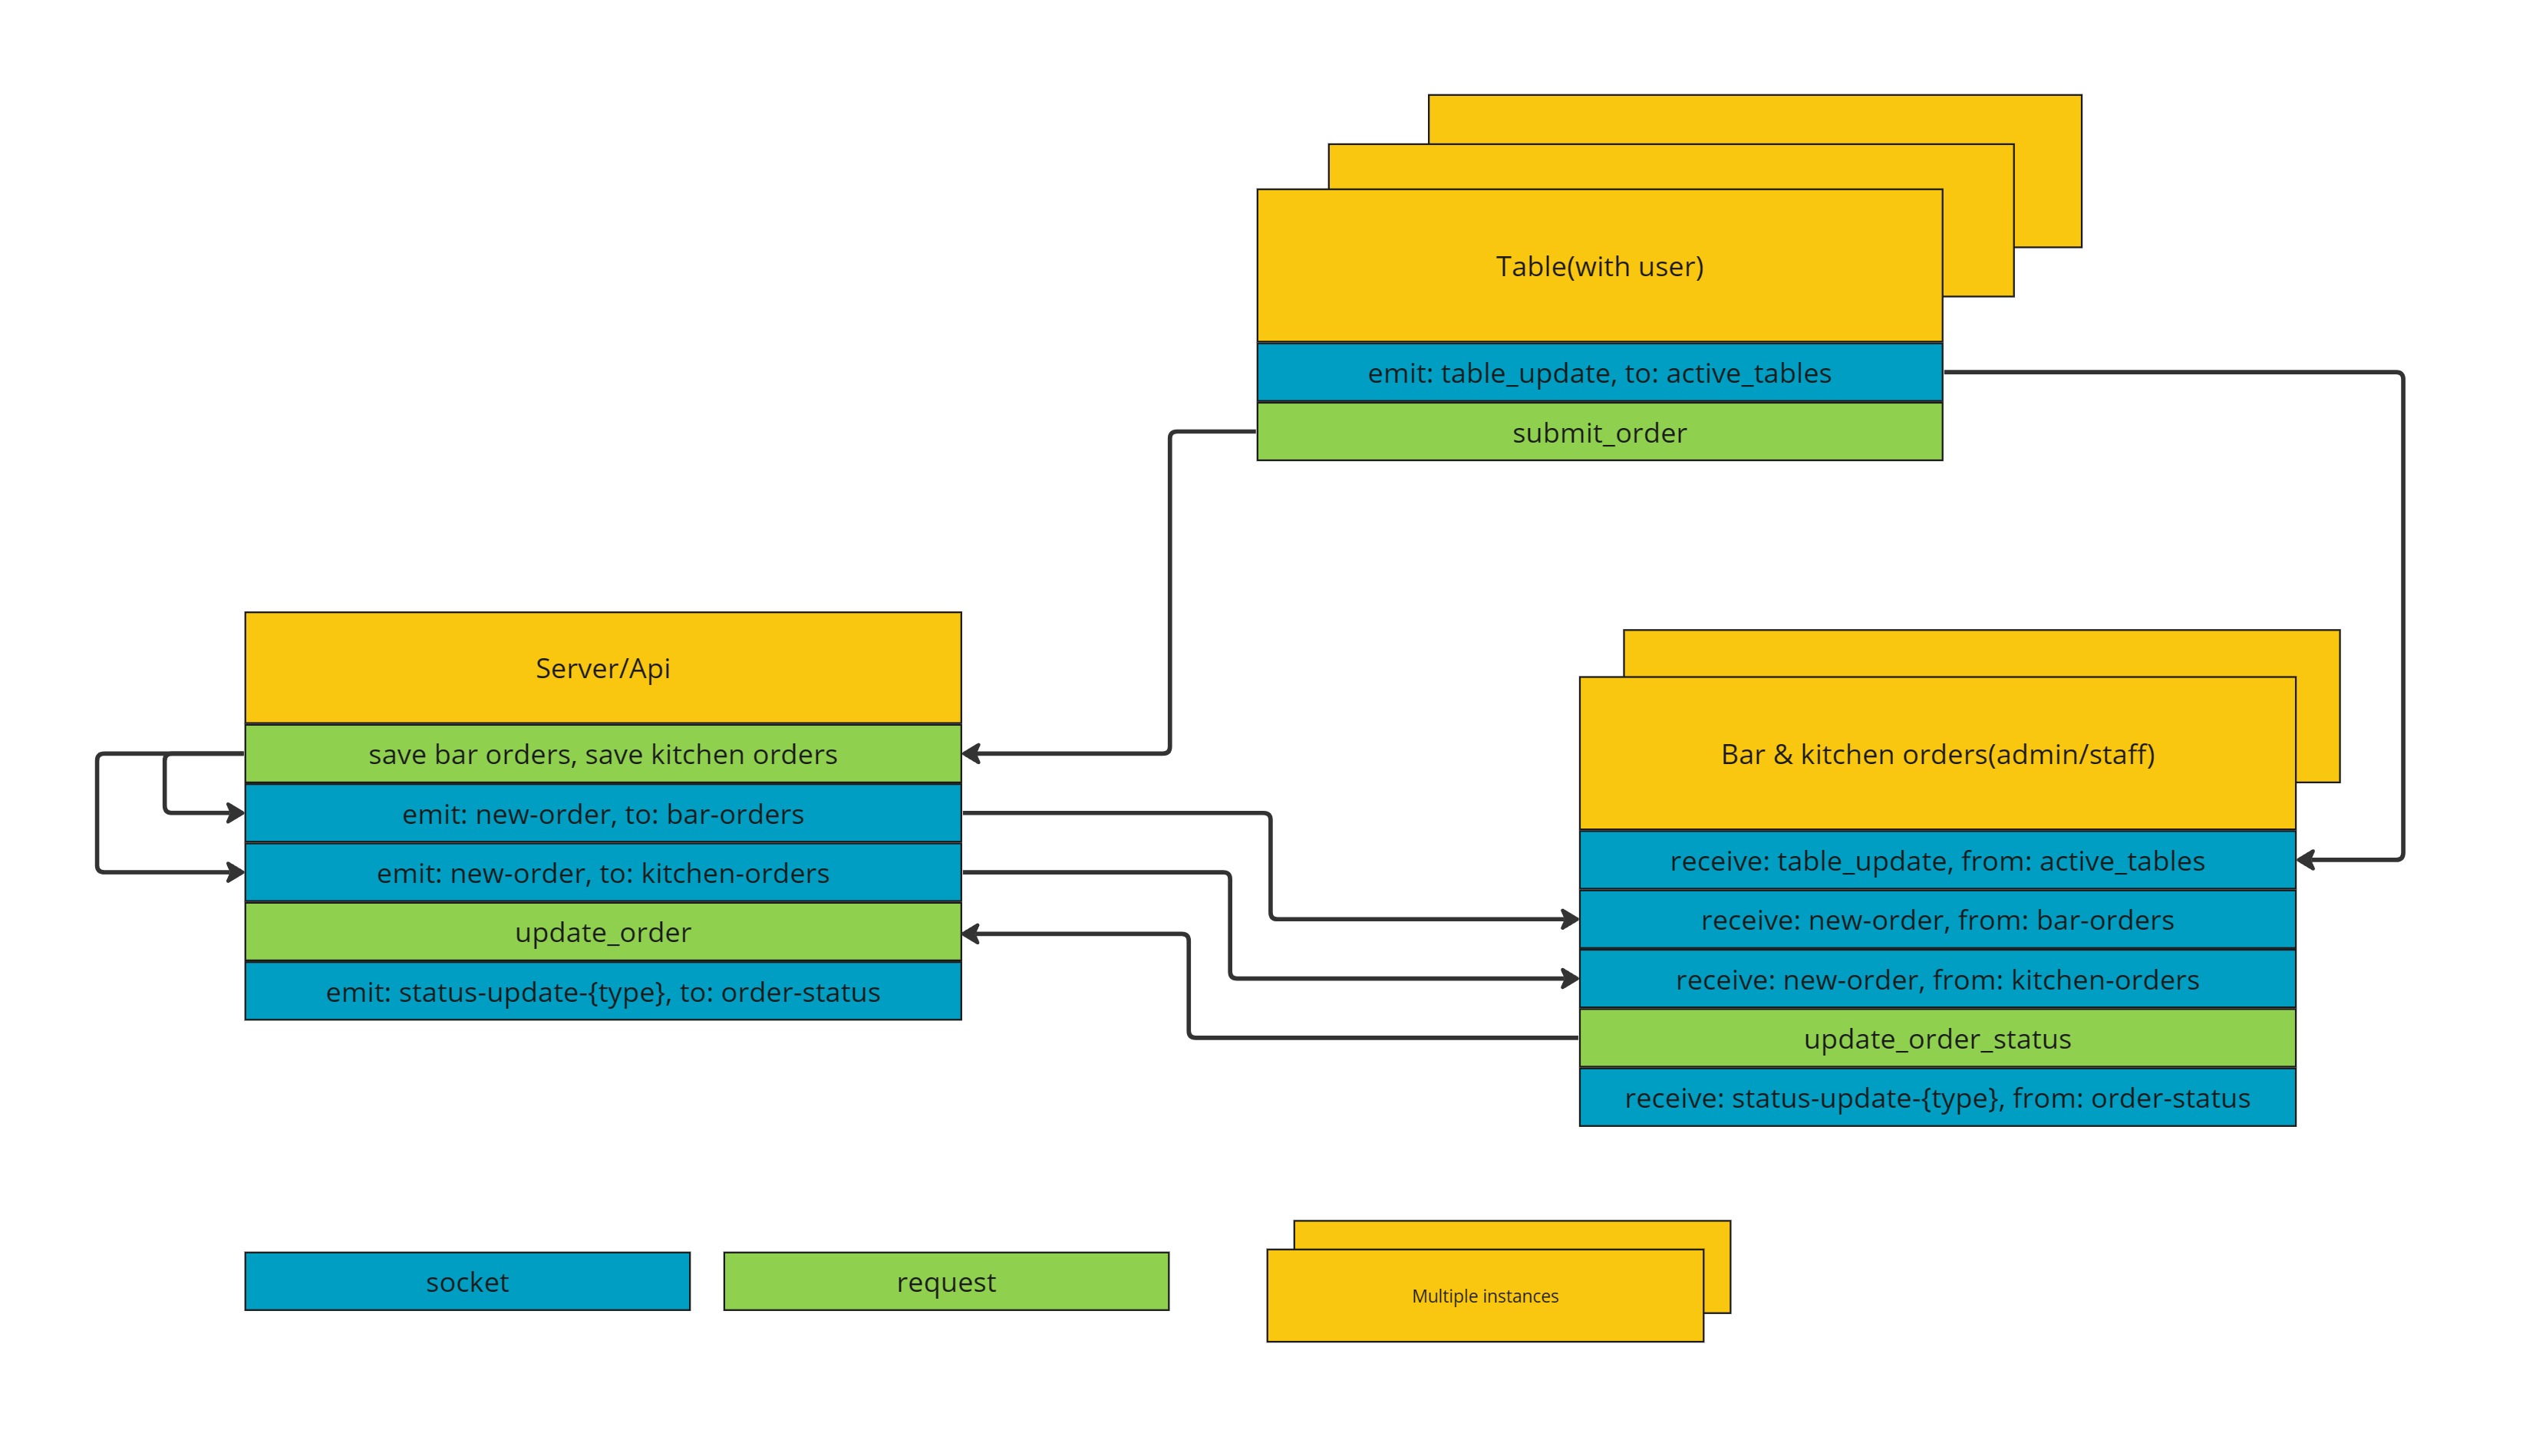 Table(with user)
emit: table_update, to: active_tables
submit_order
Server/Api
save bar orders, save kitchen orders
emit: new-order, to: bar-orders
emit: new-order, to: kitchen-orders
update_order
emit: status-update-{type}, to: order-status
Bar & kitchen orders(admin/staff)
receive: table_update, from: active_tables
receive: new-order, from: bar-orders
receive: new-order, from: kitchen-orders
update_order_status
receive: status-update-{type}, from: order-status
socket
request
Multiple instances